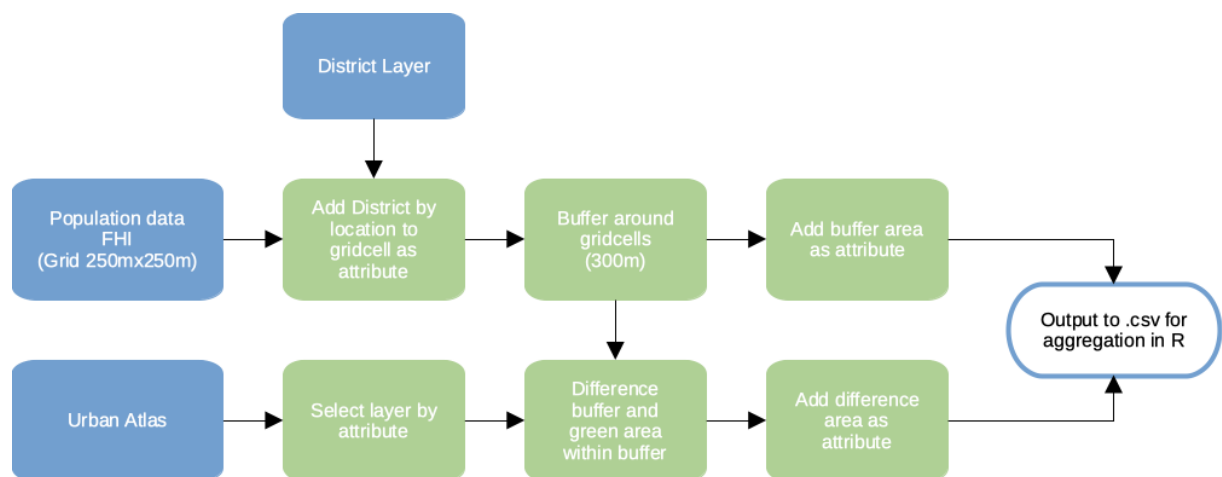 District Layer
Population data
FHI
(Grid 250mx250m)
Add District by
location to
gridcell as
attribute
Buffer around
gridcells
(300m)
Add buffer area
as attribute
Output to .csv for
aggregation in R
Urban Atlas
Select layer by
attribute
Difference
buffer and
green area
within buffer
Add difference
area as
attribute